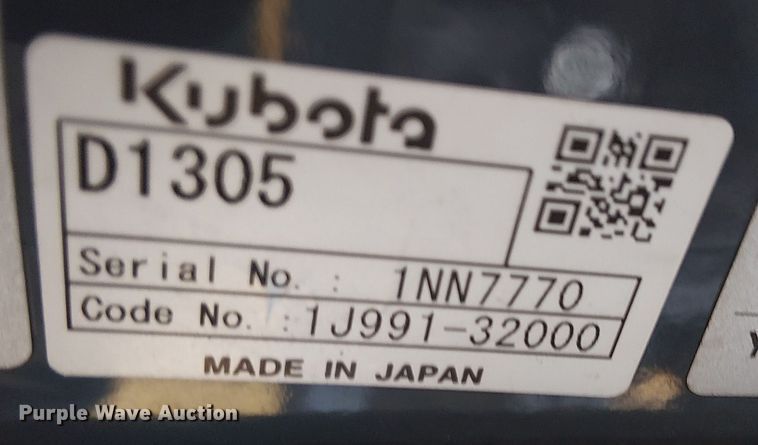 Kubota
D1305
Serial No. : 1NN7770
Code No. : 1J991-32000
MADE IN JAPAN
Purple Wave Auction